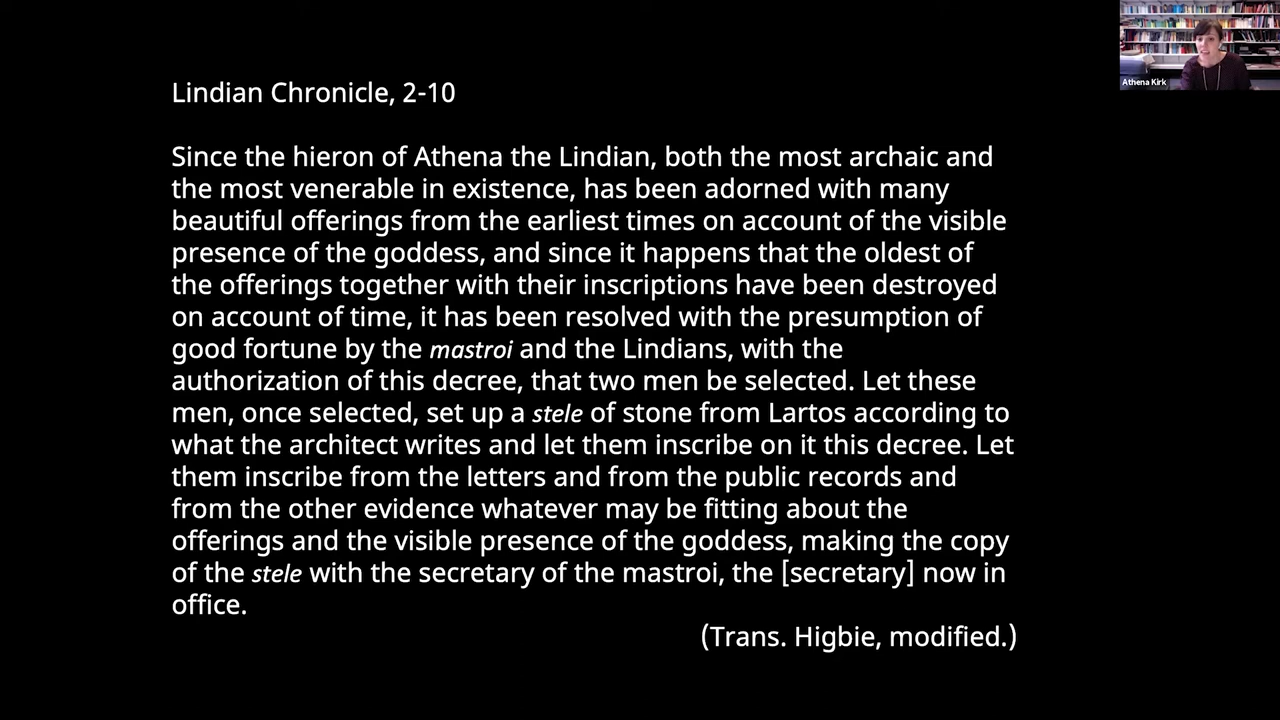 Lindian Chronicle, 2-10
Since the hieron of Athena the Lindian, both the most archaic and
the most venerable in existence, has been adorned with many
beautiful offerings from the earliest times on account of the visible
presence of the goddess, and since it happens that the oldest of
the offerings together with their inscriptions have been destroyed
on account of time, it has been resolved with the presumption of
good fortune by the mastroi and the Lindians, with the
authorization of this decree, that two men be selected. Let these
men, once selected, set up a stele of stone from Lartos according to
what the architect writes and let them inscribe on it this decree. Let
them inscribe from the letters and from the public records and
from the other evidence whatever may be fitting about the
offerings and the visible presence of the goddess, making the copy
of the stele with the secretary of the mastroi, the [secretary] now in
office.
(Trans. Higbie, modified.)
Athena Kirk